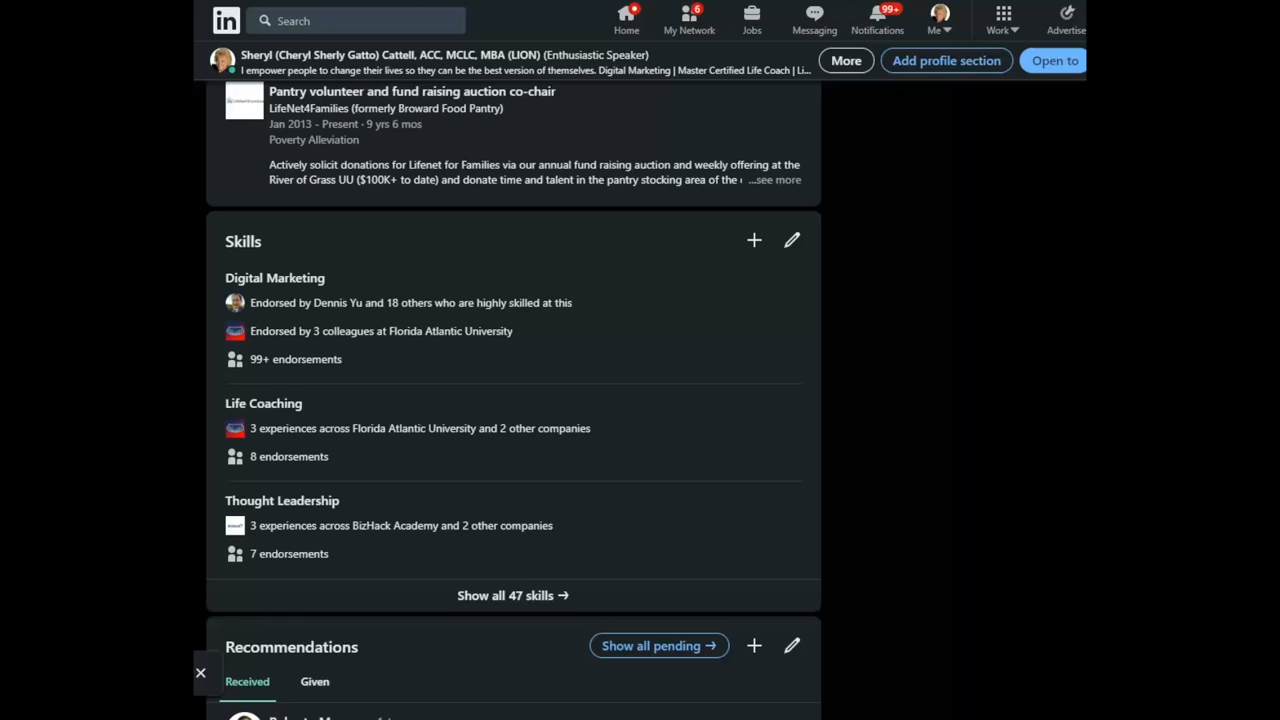 in
Search
Home
6
My Network
Jobs
Messaging
99+
Notifications
Me
Work
Advertise
Sheryl (Cheryl Sherly Gatto) Cattell, ACC, MCLC, MBA (LION) (Enthusiastic Speaker)
I empower people to change their lives so they can be the best version of themselves. Digital Marketing | Master Certified Life Coach | Li...
More
Add profile section
Open to
Pantry volunteer and fund raising auction co-chair
LifeNet4Families (formerly Broward Food Pantry)
Jan 2013 - Present · 9 yrs 6 mos
Poverty Alleviation
Actively solicit donations for Lifenet for Families via our annual fund raising auction and weekly offering at the
River of Grass UU ($100K+ to date) and donate time and talent in the pantry stocking area of the ...see more
Skills
Digital Marketing
Endorsed by Dennis Yu and 18 others who are highly skilled at this
Endorsed by 3 colleagues at Florida Atlantic University
99+ endorsements
Life Coaching
3 experiences across Florida Atlantic University and 2 other companies
8 endorsements
Thought Leadership
3 experiences across BizHack Academy and 2 other companies
7 endorsements
Show all 47 skills →
Recommendations
Show all pending →
Received
Given